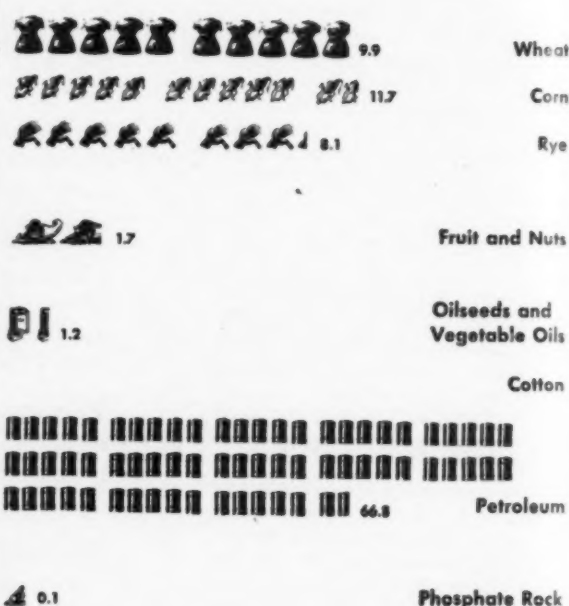 9.9 Wheat
11.7 Corn
8.1 Rye
1.7 Fruit and Nuts
Oilseeds and
1.2 Vegetable Oils
Cotton
66.8 Petroleum
0.1 Phosphate Rock